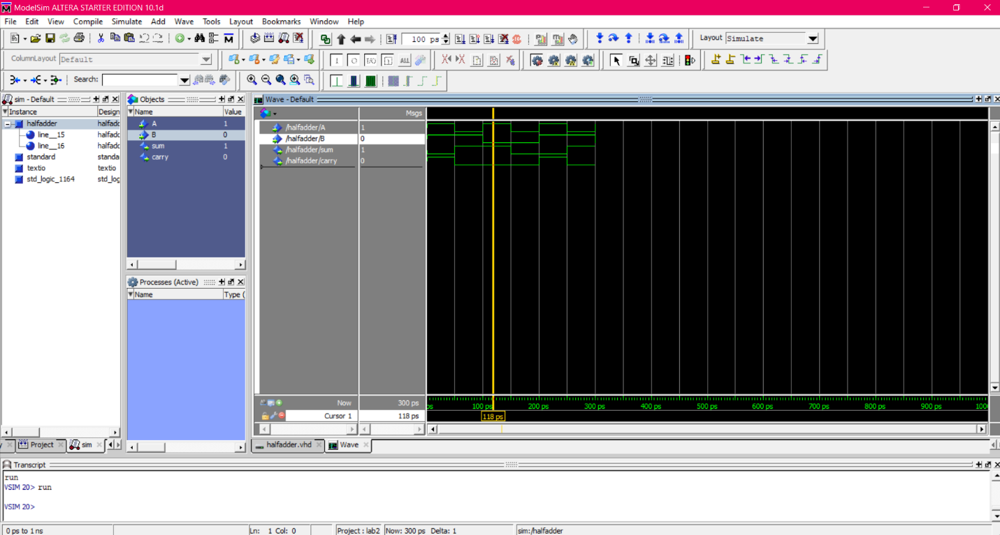 ModelSim ALTERA STARTER EDITION 10.1d
File Edit View Compile Simulate Add Wave Tools Layout Bookmarks Window Help
100 ps
Layout Simulate
ColumnLayout Default
ALL
Search:
sim - Default
Instance Design
halfadder halfadd
line__15 halfadd
line__16 halfadd
standard standa
textio textio
std_logic_1164 std_log
Objects
Name Value
A 1
B 0
sum 1
carry 0
Processes (Active)
Name Type (
Wave - Default
Msgs
/halfadder/A 1
/halfadder/B 0
/halfadder/sum 1
/halfadder/carry 0
Now 300 ps
Cursor 1 118 ps
ps 100 ps 200 ps 300 ps 400 ps 500 ps 600 ps 700 ps 800 ps 900 ps 100
118 ps
Project sim
halfadder.vhd Wave
Transcript
run
VSIM 20> run
VSIM 20>
0 ps to 1 ns Ln: 1 Col: 0 Project : lab2 Now: 300 ps Delta: 1 sim:/halfadder